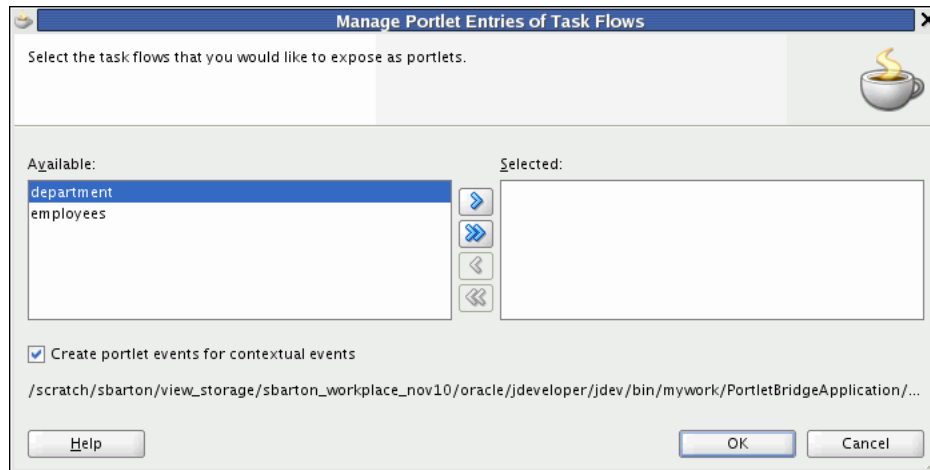 Manage Portlet Entries of Task Flows
Select the task flows that you would like to expose as portlets.
Available:
Selected:
department
employees
Create portlet events for contextual events
/scratch/sbarton/view_storage/sbarton_workplace_nov10/oracle/jdeveloper/jdev/bin/mywork/PortletBridgeApplication/...
Help
OK
Cancel